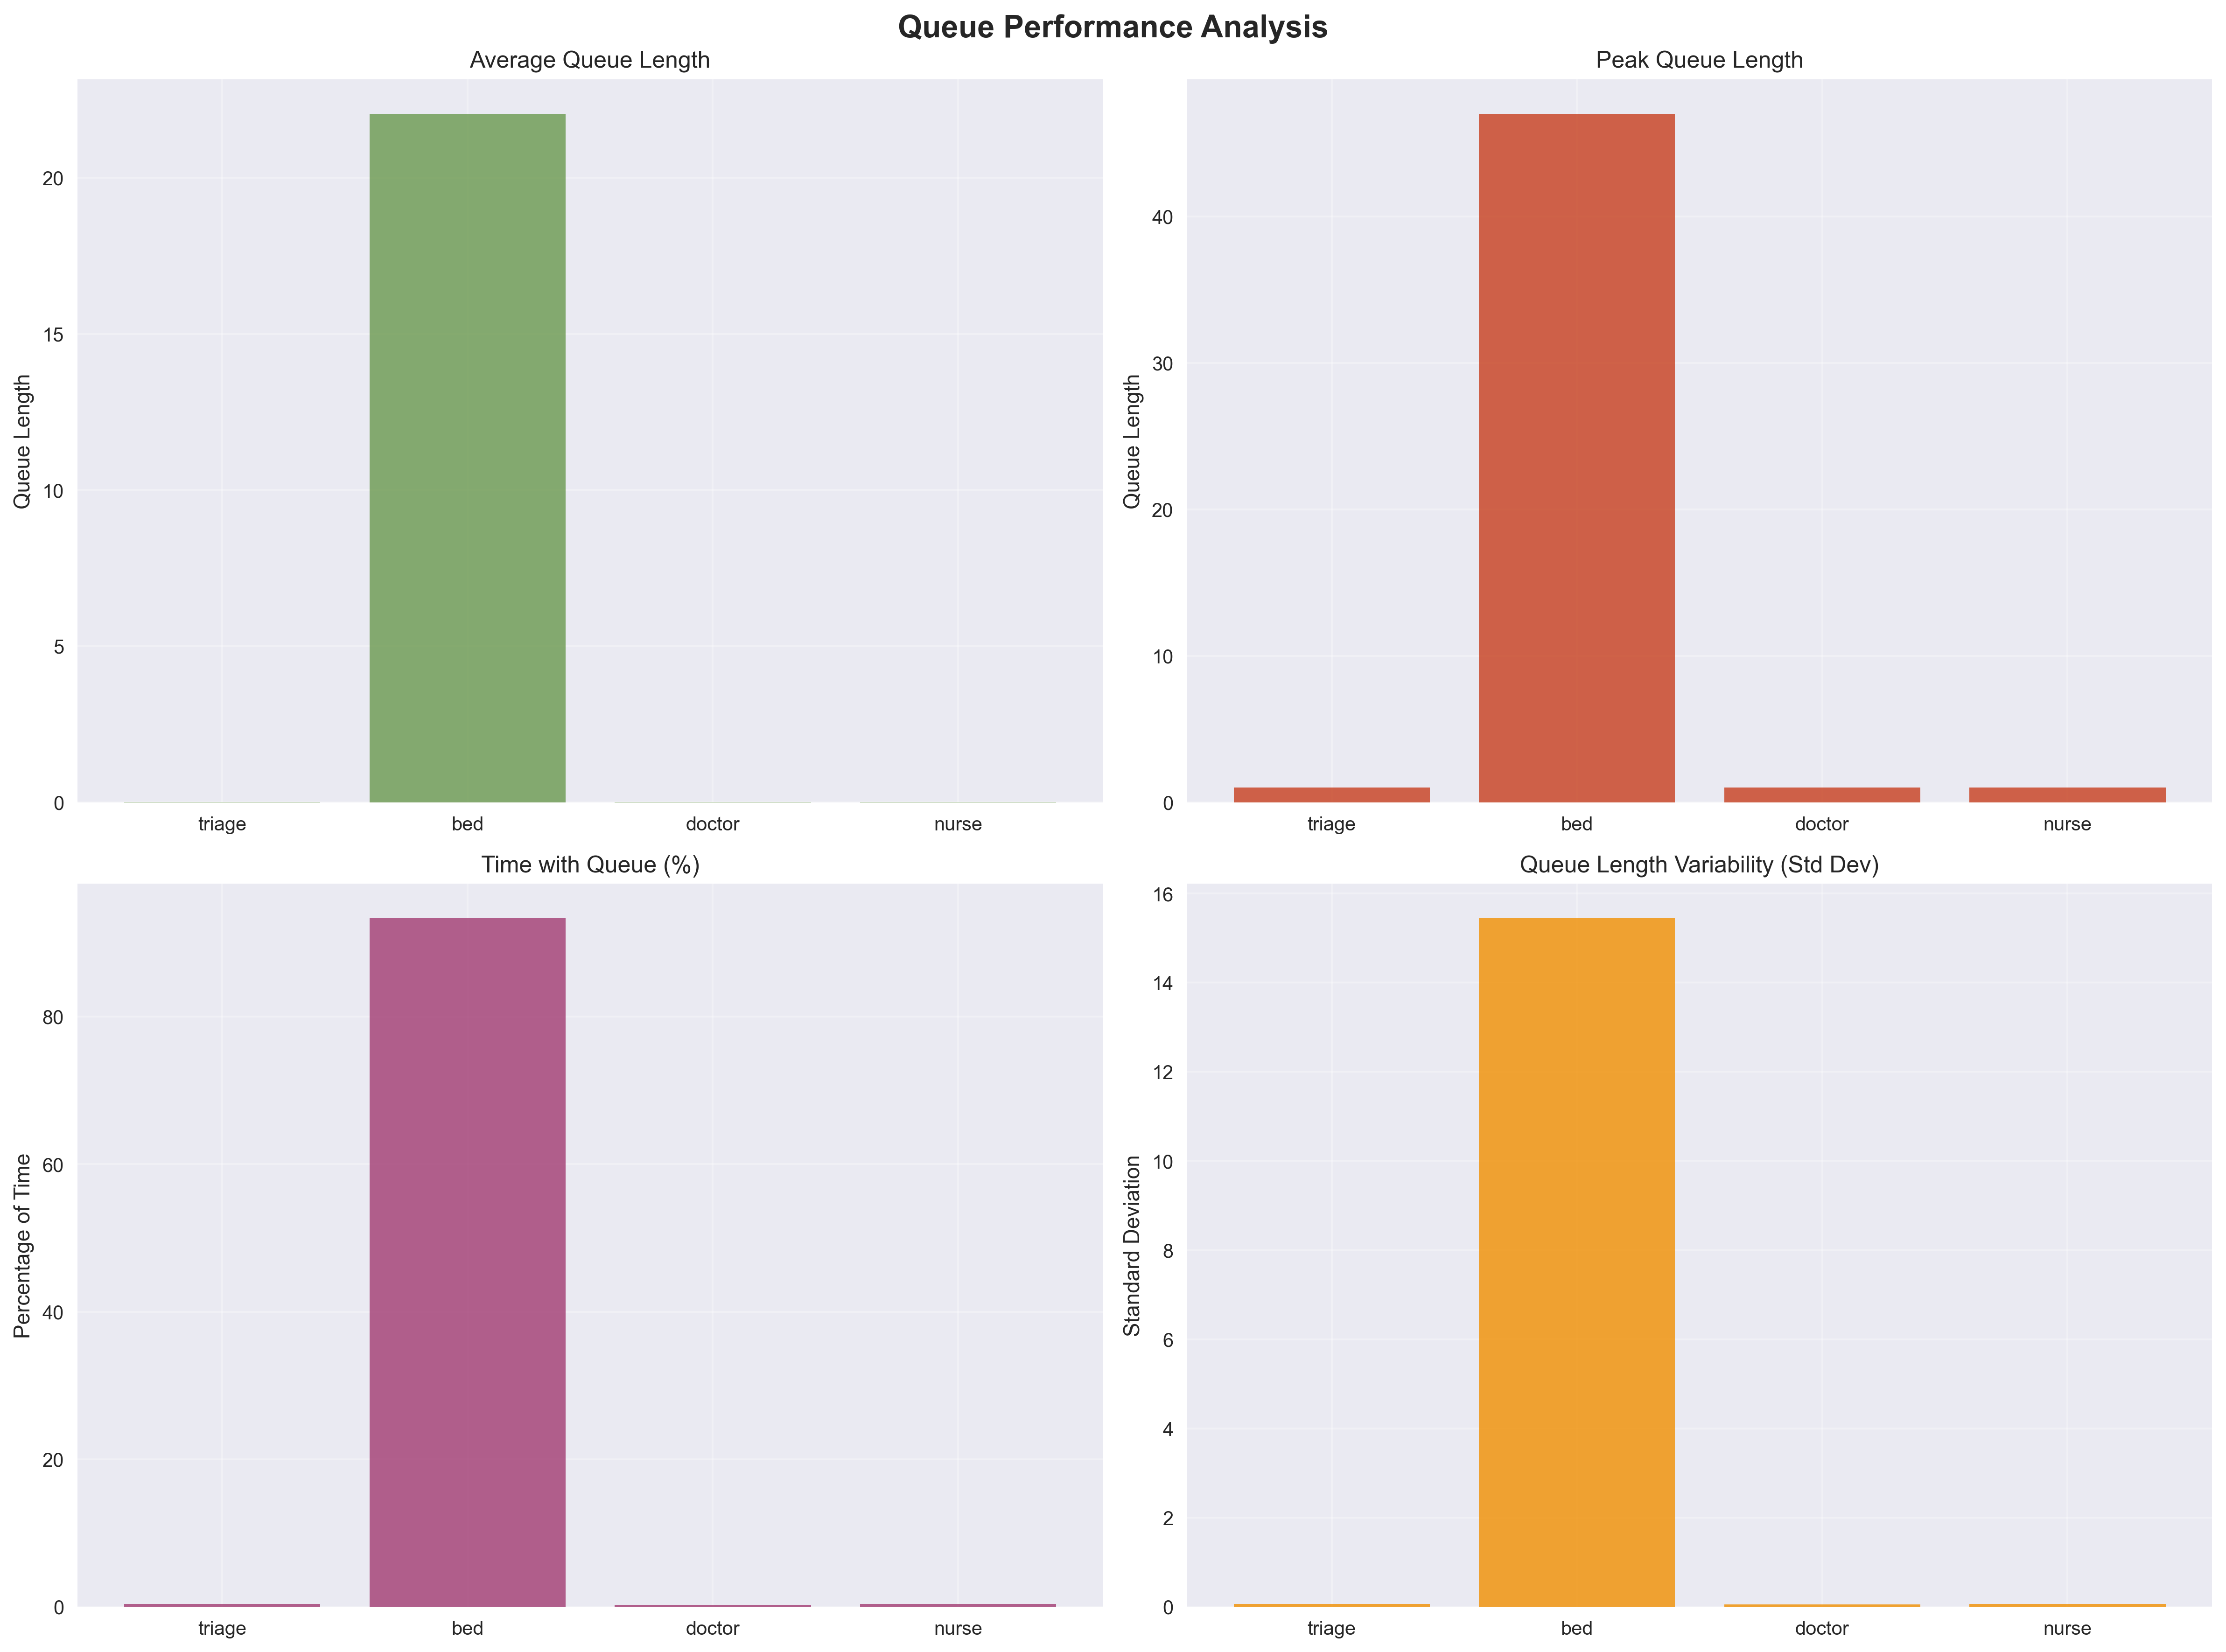 Queue Performance Analysis
Average Queue Length
Queue Length
20
15
10
5
0
triage bed doctor nurse
Peak Queue Length
Queue Length
40
30
20
10
0
triage bed doctor nurse
Time with Queue (%)
Percentage of Time
80
60
40
20
0
triage bed doctor nurse
Queue Length Variability (Std Dev)
Standard Deviation
16
14
12
10
8
6
4
2
0
triage bed doctor nurse